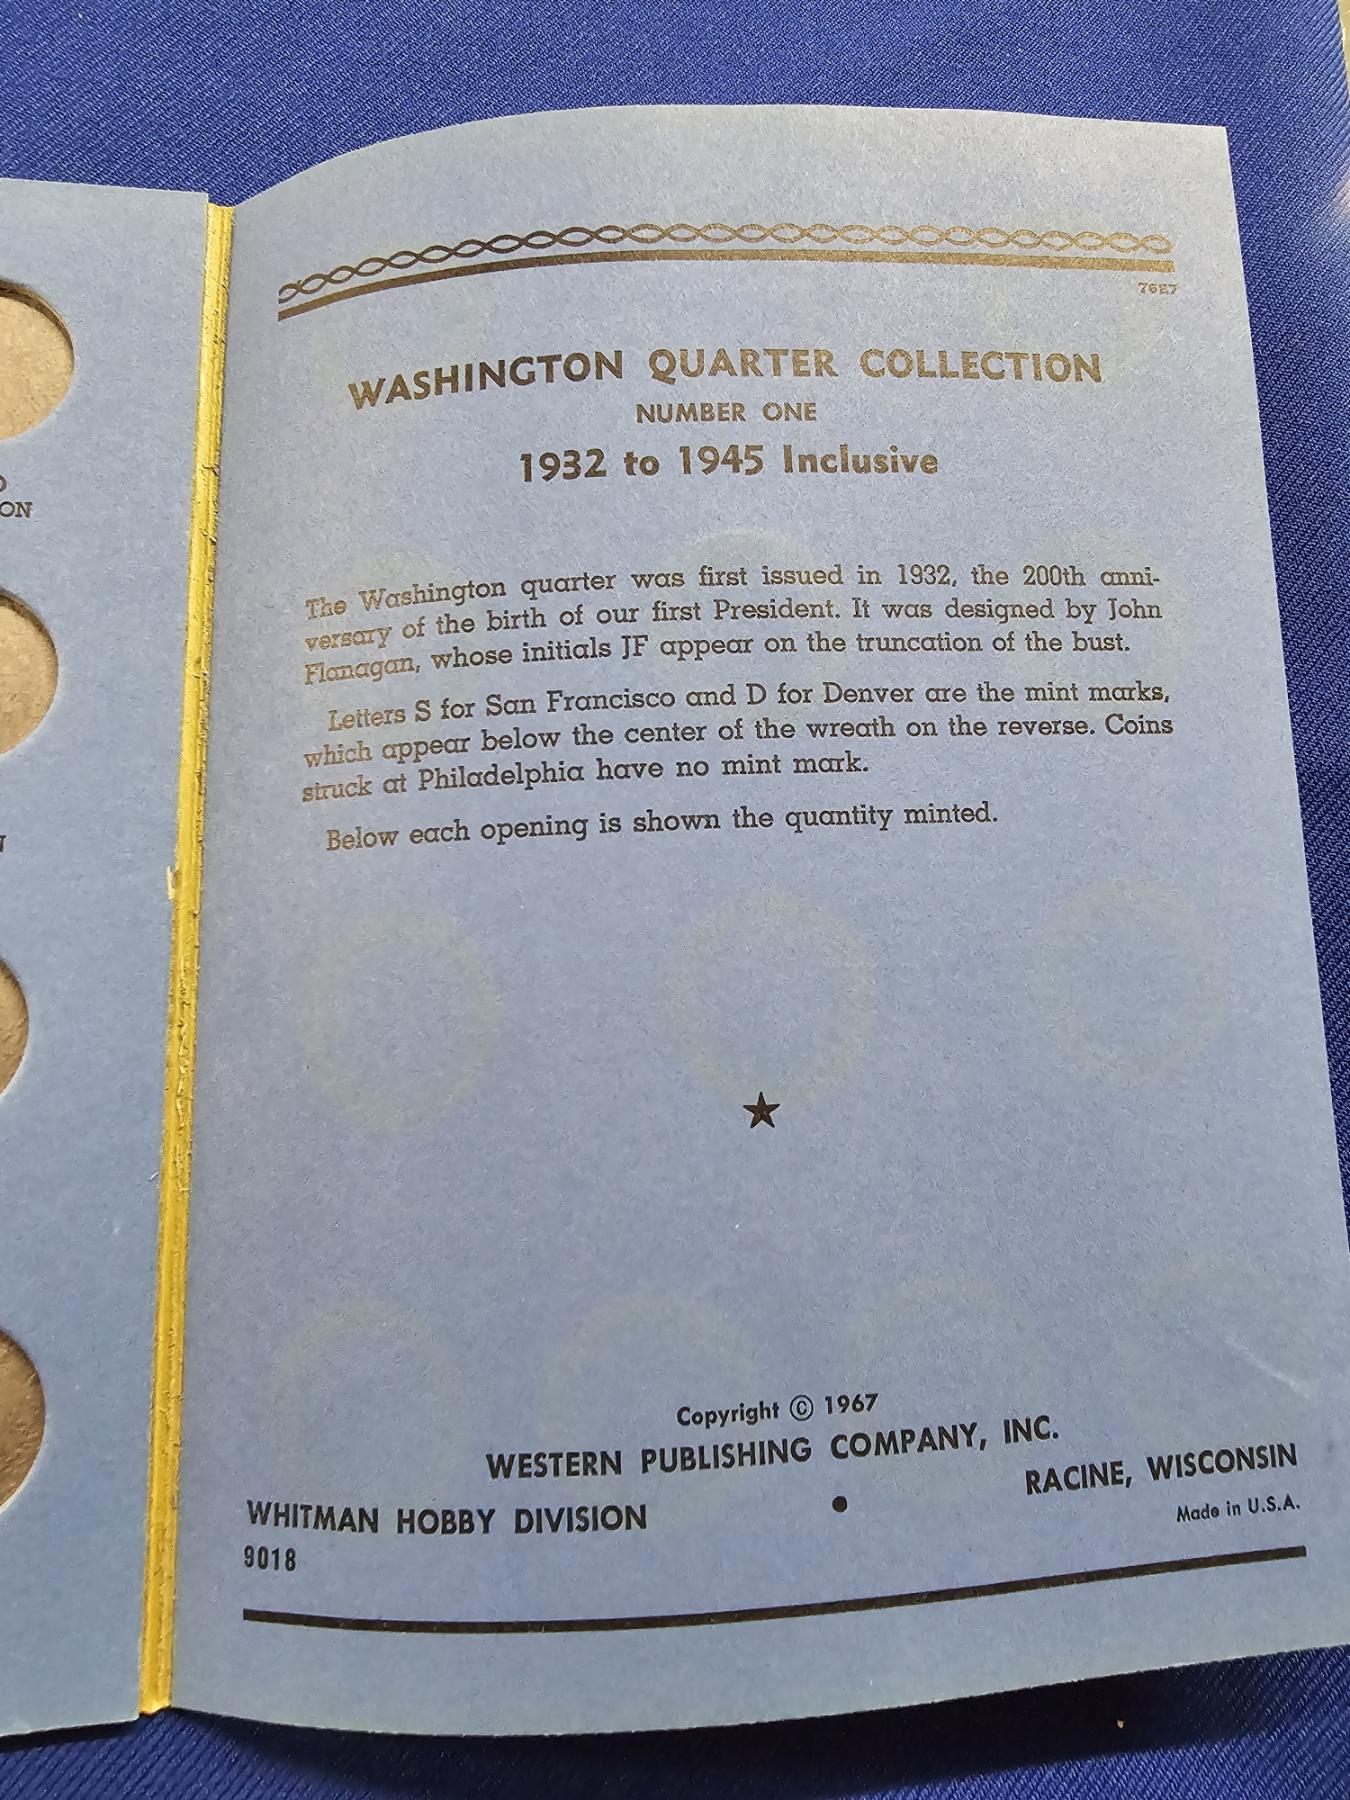 ON
76E7
WASHINGTON QUARTER COLLECTION
NUMBER ONE
1932 to 1945 Inclusive
The Washington quarter was first issued in 1932, the 200th anni-
versary of the birth of our first President. It was designed by John
Flanagan, whose initials JF appear on the truncation of the bust.
Letters S for San Francisco and D for Denver are the mint marks,
which appear below the center of the wreath on the reverse. Coins
struck at Philadelphia have no mint mark.
Below each opening is shown the quantity minted.
Copyright © 1967
WESTERN PUBLISHING COMPANY, INC.
WHITMAN HOBBY DIVISION • RACINE, WISCONSIN
9018 Made in U.S.A.